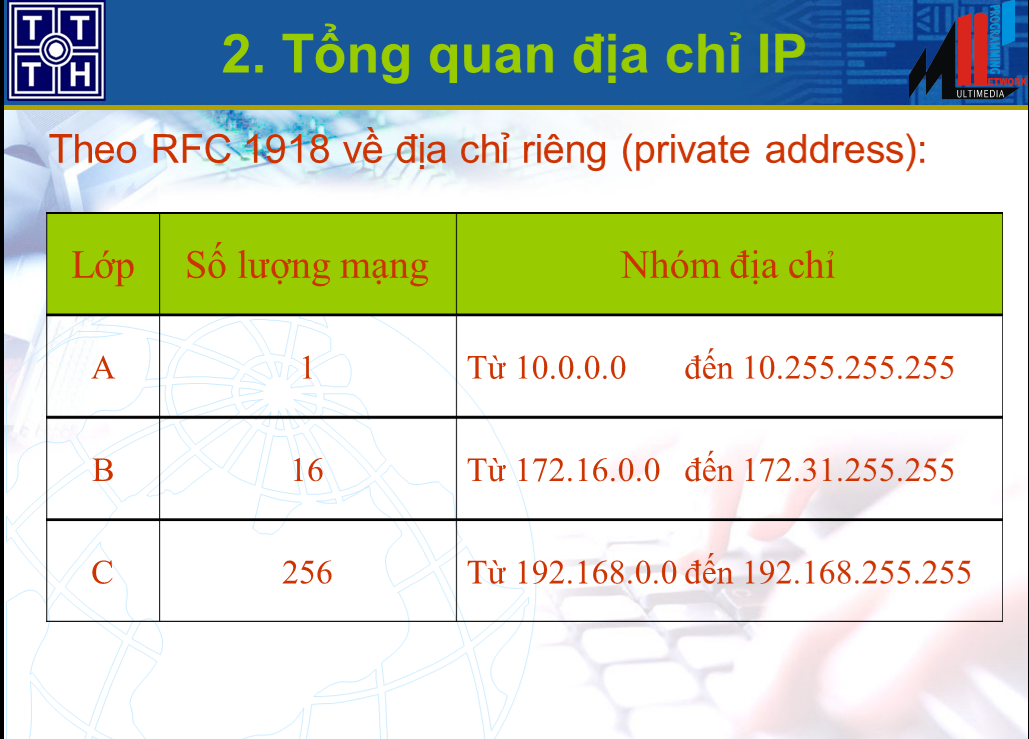 T T
T H
2. Tổng quan địa chỉ IP
PROGRAMMING
NETWORK
ULTIMEDIA
Theo RFC 1918 về địa chỉ riêng (private address):
Lớp Số lượng mạng Nhóm địa chỉ
A 1 Từ 10.0.0.0 đến 10.255.255.255
B 16 Từ 172.16.0.0 đến 172.31.255.255
C 256 Từ 192.168.0.0 đến 192.168.255.255